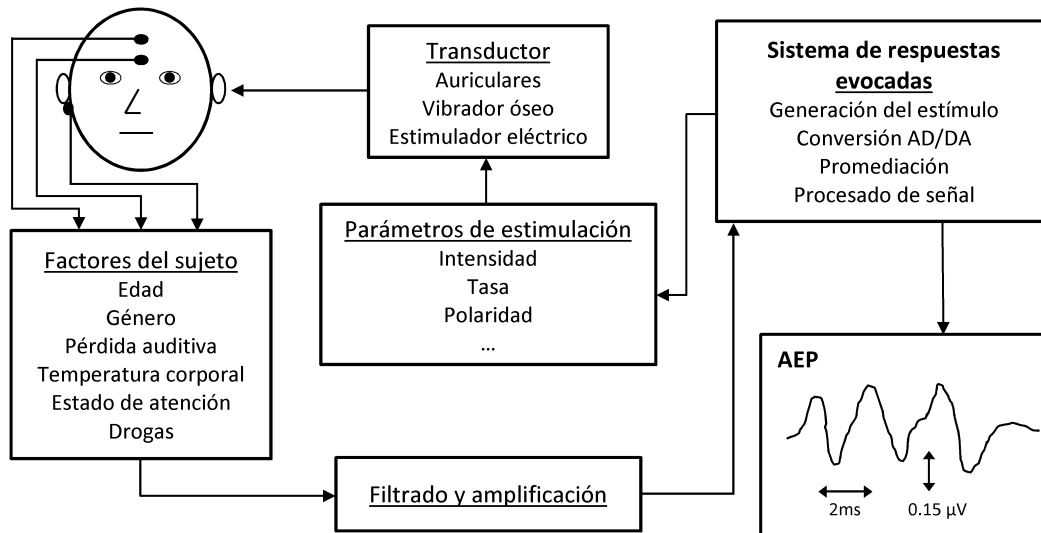 Transductor
Auriculares
Vibrador óseo
Estimulador eléctrico
Sistema de respuestas
evocadas
Generación del estímulo
Conversión AD/DA
Promediación
Procesado de señal
Parámetros de estimulación
Intensidad
Tasa
Polaridad
...
Factores del sujeto
Edad
Género
Pérdida auditiva
Temperatura corporal
Estado de atención
Drogas
Filtrado y amplificación
AEP
2ms
0.15 µV